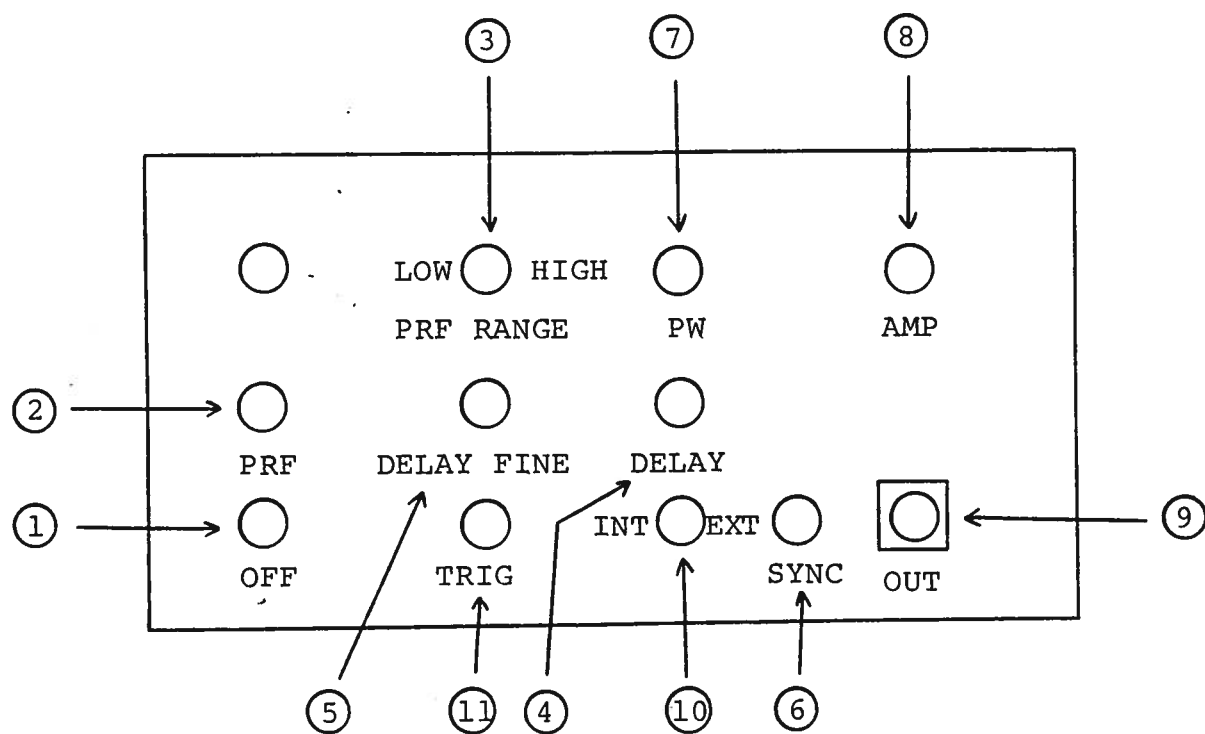 3 7 8
LOW HIGH
PRF RANGE PW AMP
2
PRF DELAY FINE DELAY
1 INT EXT 9
OFF TRIG SYNC OUT
5 11 4 10 6